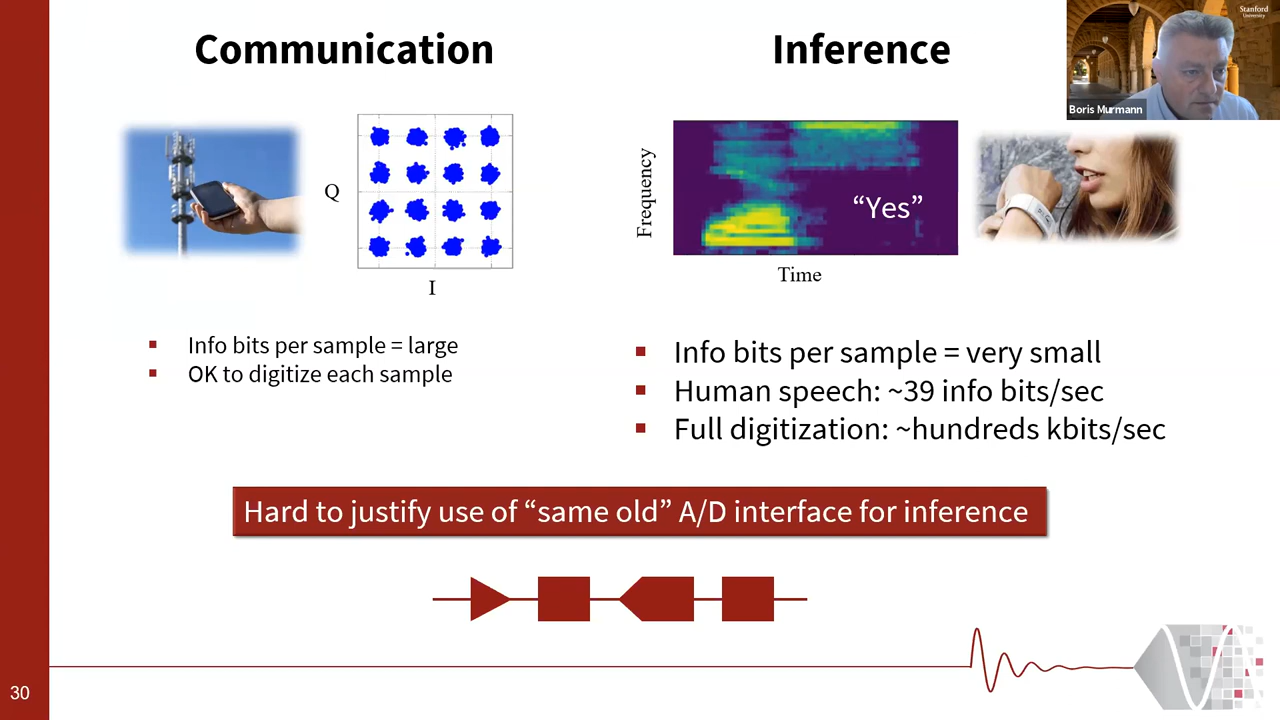 Communication
Inference
Stanford
University
Boris Murmann
Q
I
Frequency
"Yes"
Time
Info bits per sample = large
OK to digitize each sample
Info bits per sample = very small
Human speech: ~39 info bits/sec
Full digitization: ~hundreds kbits/sec
Hard to justify use of "same old" A/D interface for inference
30